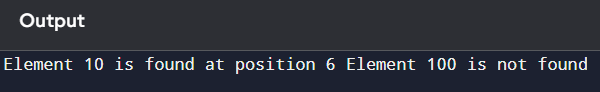 Output
Element 10 is found at position 6 Element 100 is not found